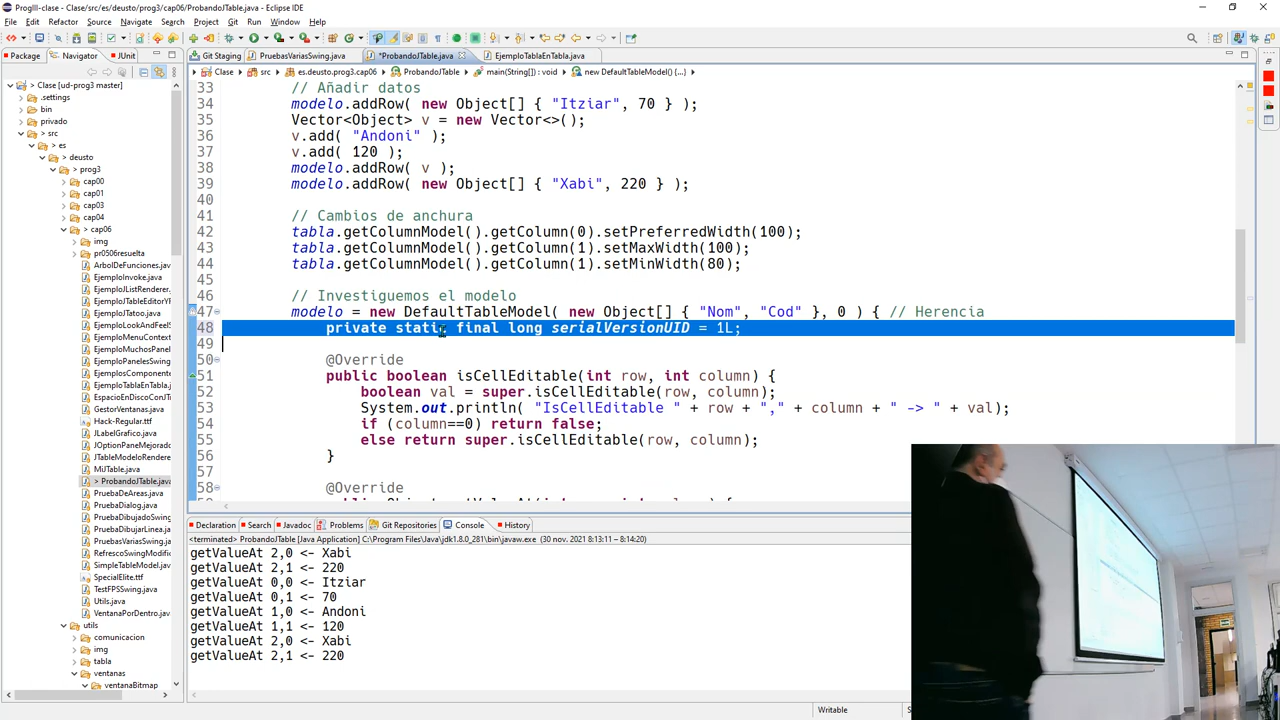 ProgIII-clase - Clase/src/es/deusto/prog3/cap06/ProbandoJTable.java - Eclipse IDE
File Edit Refactor Source Navigate Search Project Git Run Window Help
Package Navigator JUnit
Git Staging PruebasVariasSwing.java *ProbandoJTable.java EjemploTablaEnTabla.java
Clase src es.deusto.prog3.cap06 ProbandoJTable main(String[]) : void new DefaultTableModel() {...}
> Clase [ud-prog3 master]
.settings
bin
privado
> src
> es
> deusto
> prog3
cap00
cap01
cap03
cap04
> cap06
img
pr0506resuelta
ArbolDeFunciones.java
EjemploInvoke.java
EjemploJListRenderer.
EjemploJTableEditorYF
EjemploJTatoo.java
EjemploLookAndFeelS
EjemploMenuContextu
EjemploMuchosPanele
EjemploPanelesSwing
EjemplosComponente
EjemploTablaEnTabla.j
EspacioEnDiscoConJT
GestorVentanas.java
Hack-Regular.ttf
JLabelGrafico.java
JOptionPaneMejorado
JTableModeloRendere
MiJTable.java
> ProbandoJTable.java
PruebaDeAreas.java
PruebaDialog.java
PruebaDibujadoSwing
PruebaDibujarLinea.jav
PruebasVariasSwing.ja
RefrescoSwingModific
SimpleTableModel.jav
SpecialElite.ttf
TestFPSSwing.java
Utils.java
VentanaPorDentro.jav
utils
comunicacion
img
tabla
ventanas
ventanaBitmap
33 // Añadir datos
34 modelo.addRow( new Object[] { "Itziar", 70 } );
35 Vector<Object> v = new Vector<>();
36 v.add( "Andoni" );
37 v.add( 120 );
38 modelo.addRow( v );
39 modelo.addRow( new Object[] { "Xabi", 220 } );
40
41 // Cambios de anchura
42 tabla.getColumnModel().getColumn(0).setPreferredWidth(100);
43 tabla.getColumnModel().getColumn(1).setMaxWidth(100);
44 tabla.getColumnModel().getColumn(1).setMinWidth(80);
45
46 // Investiguemos el modelo
47 modelo = new DefaultTableModel( new Object[] { "Nom", "Cod" }, 0 ) { // Herencia
48 private static final long serialVersionUID = 1L;
49
50 @Override
51 public boolean isCellEditable(int row, int column) {
52 boolean val = super.isCellEditable(row, column);
53 System.out.println( "IsCellEditable " + row + "," + column + " -> " + val);
54 if (column==0) return false;
55 else return super.isCellEditable(row, column);
56 }
57
58 @Override
Declaration Search Javadoc Problems Git Repositories Console History
<terminated> ProbandoJTable [Java Application] C:\Program Files\Java\jdk1.8.0_281\bin\javaw.exe (30 nov. 2021 8:13:11 – 8:14:20)
getValueAt 2,0 <- Xabi
getValueAt 2,1 <- 220
getValueAt 0,0 <- Itziar
getValueAt 0,1 <- 70
getValueAt 1,0 <- Andoni
getValueAt 1,1 <- 120
getValueAt 2,0 <- Xabi
getValueAt 2,1 <- 220
Writable